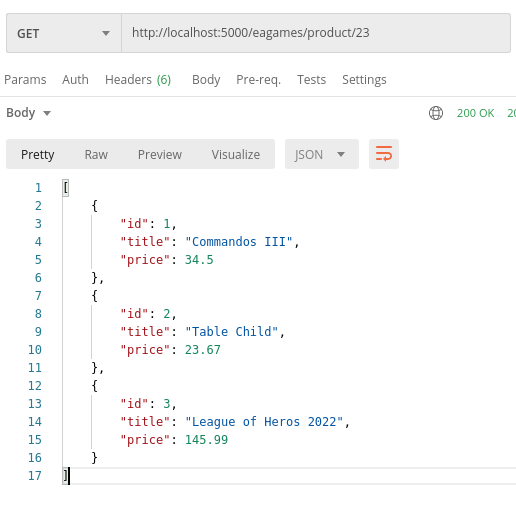 GET http://localhost:5000/eagames/product/23
Params Auth Headers (6) Body Pre-req. Tests Settings
Body 200 OK 20
Pretty Raw Preview Visualize JSON
1 [
2 {
3 "id": 1,
4 "title": "Commandos III",
5 "price": 34.5
6 },
7 {
8 "id": 2,
9 "title": "Table Child",
10 "price": 23.67
11 },
12 {
13 "id": 3,
14 "title": "League of Heros 2022",
15 "price": 145.99
16 }
17 ]